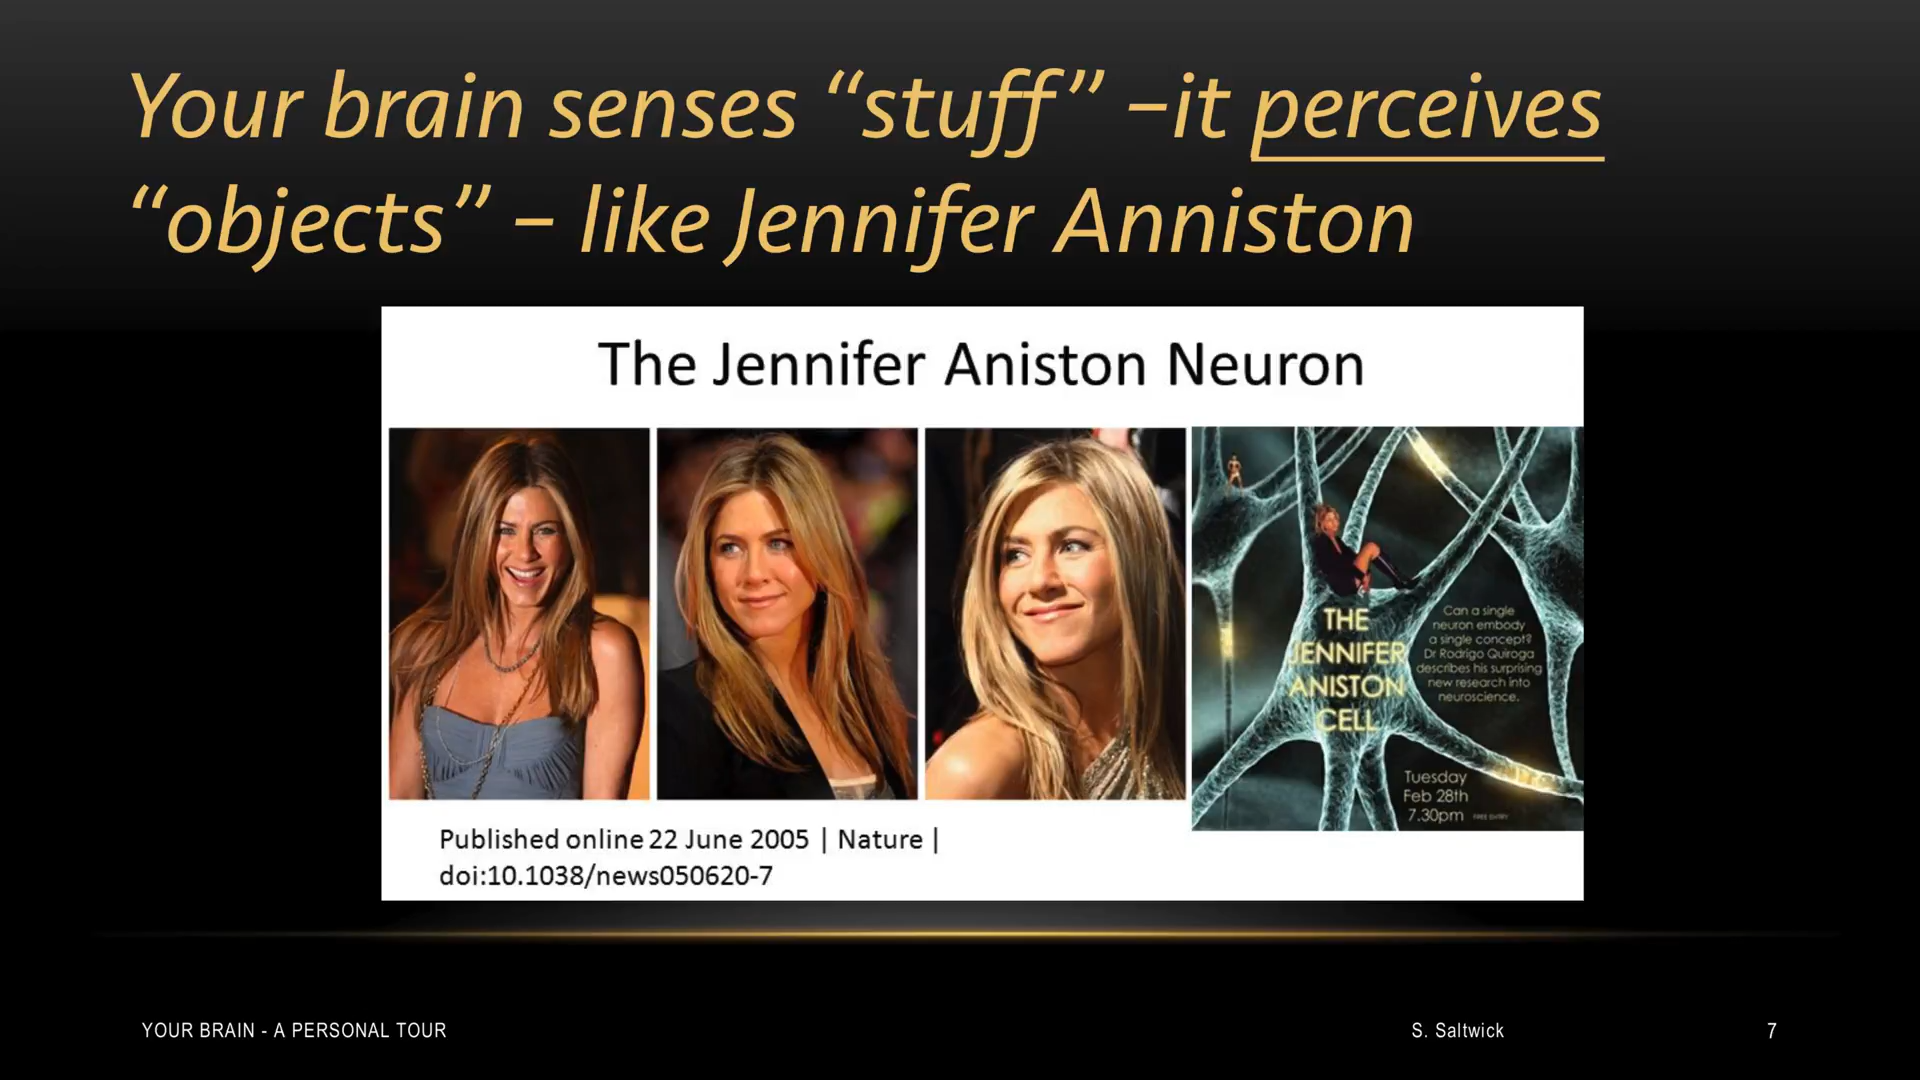 Your brain senses “stuff” –it perceives
“objects” – like Jennifer Anniston
The Jennifer Aniston Neuron
THE
JENNIFER
ANISTON
CELL
Can a single
neuron embody
a single concept?
Dr Rodrigo Quiroga
describes his surprising
new research into
neuroscience.
Tuesday
Feb 28th
7.30pm FREE ENTRY
Published online 22 June 2005 | Nature |
doi:10.1038/news050620-7
YOUR BRAIN - A PERSONAL TOUR
S. Saltwick
7